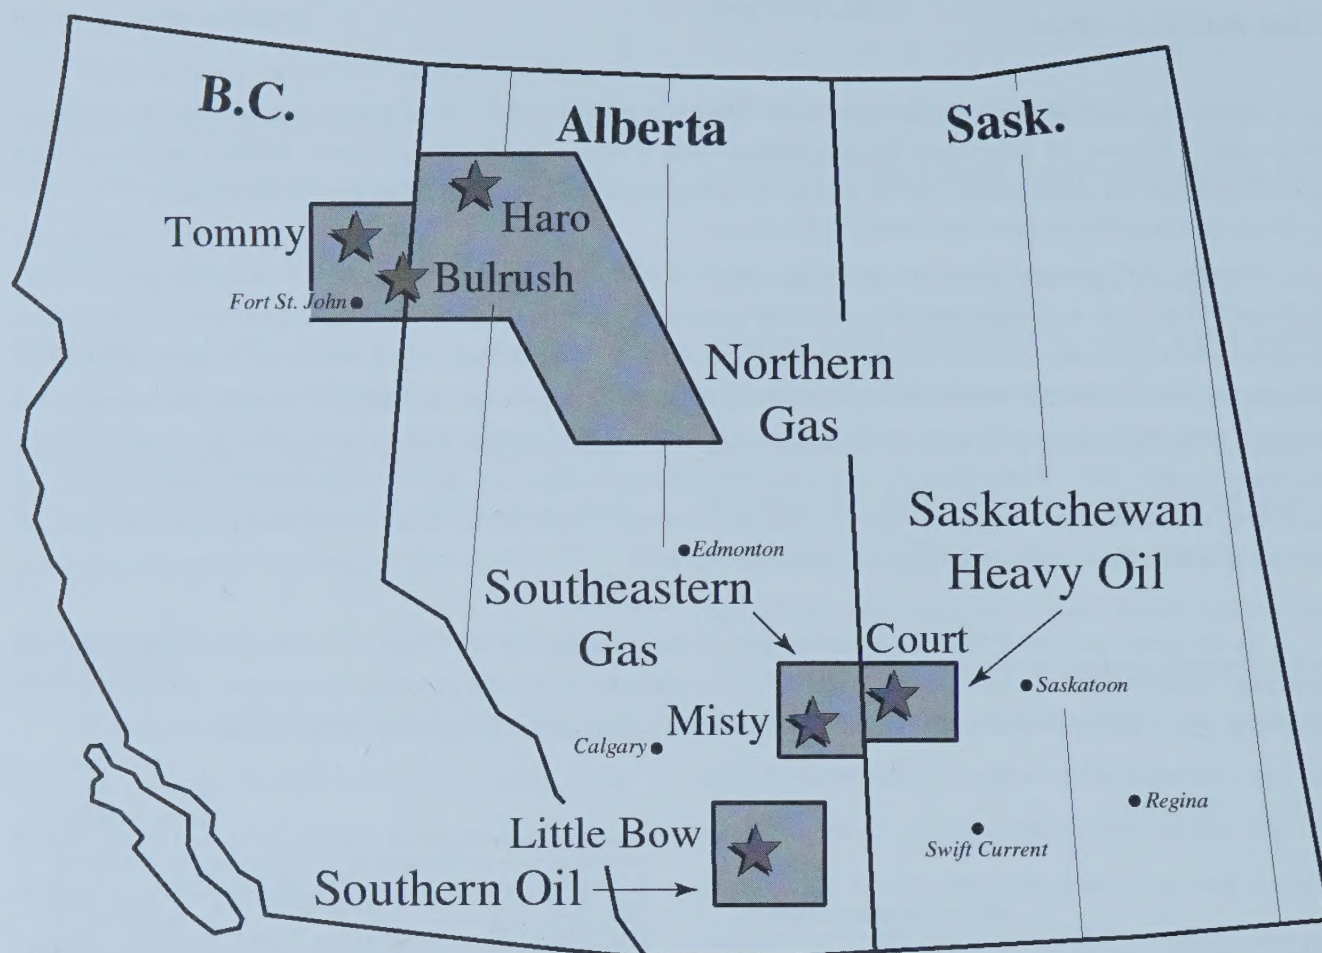 B.C.
Alberta
Sask.
Tommy
Haro
Bulrush
Fort St. John
Northern
Gas
Saskatchewan
Heavy Oil
Edmonton
Southeastern
Gas
Court
Saskatoon
Misty
Calgary
Regina
Little Bow
Swift Current
Southern Oil